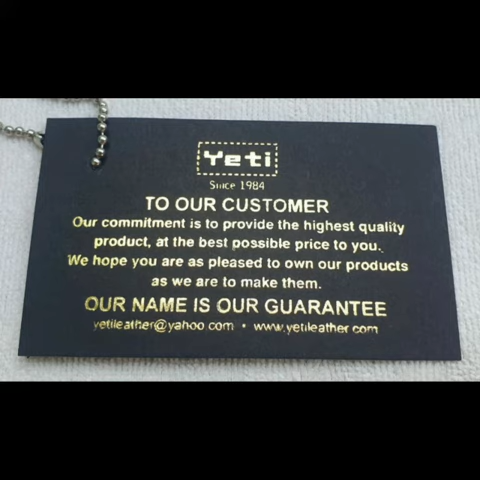 Yeti
Since 1984
TO OUR CUSTOMER
Our commitment is to provide the highest quality
product, at the best possible price to you.
We hope you are as pleased to own our products
as we are to make them.
OUR NAME IS OUR GUARANTEE
yetileather@yahoo.com • www.yetileather.com